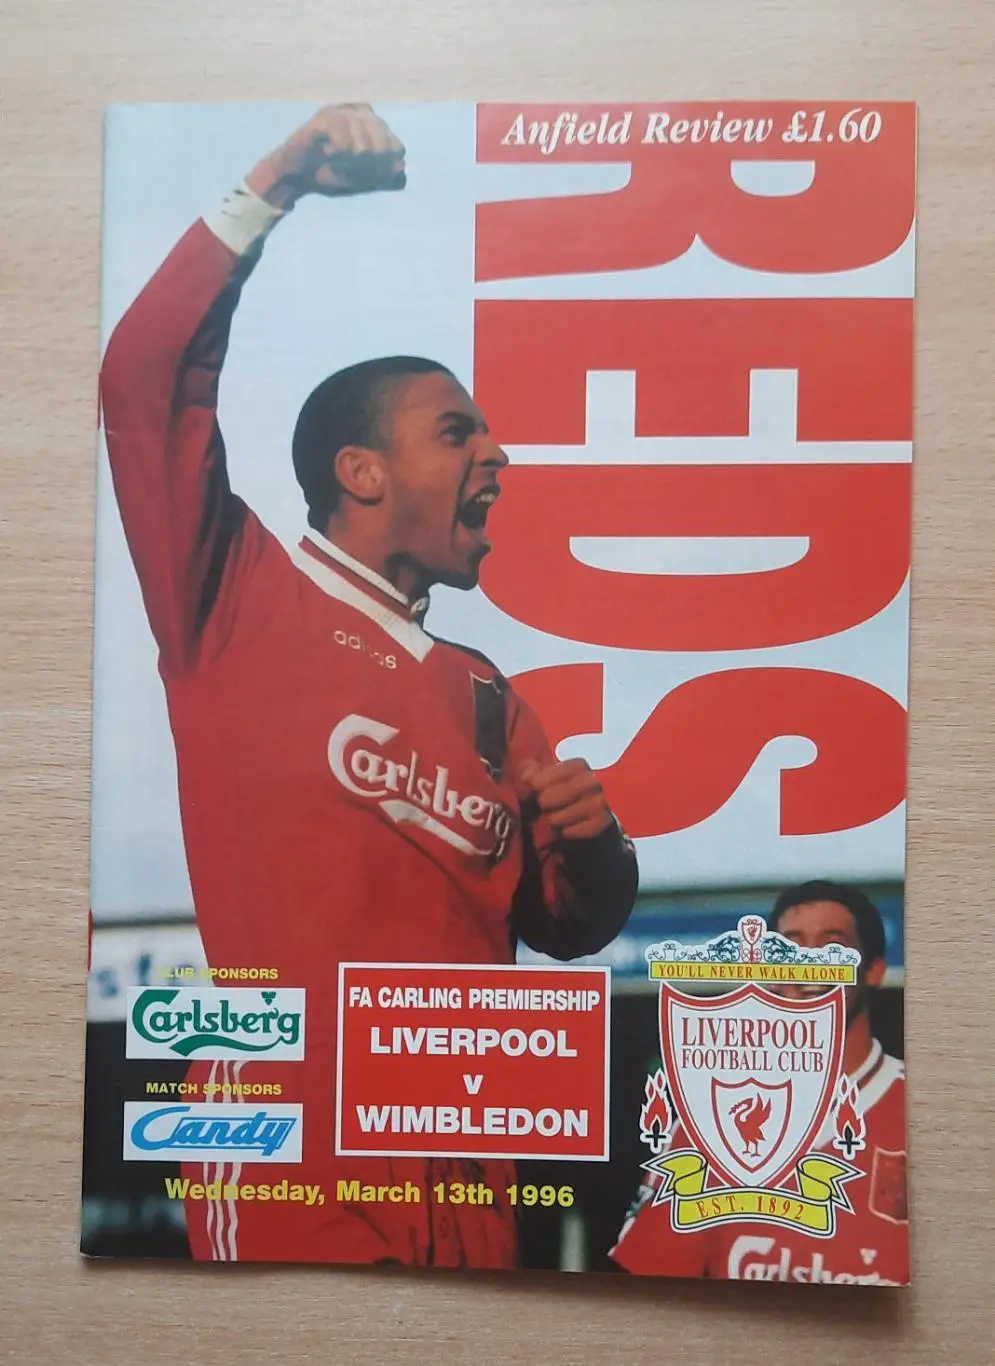 Anfield Review £1.60
REDS
adidas
Carlsberg
CLUB SPONSORS
Carlsberg
MATCH SPONSORS
Candy
FA CARLING PREMIERSHIP
LIVERPOOL
v
WIMBLEDON
Wednesday, March 13th 1996
YOU'LL NEVER WALK ALONE
LIVERPOOL
FOOTBALL CLUB
EST. 1892
Carlsberg